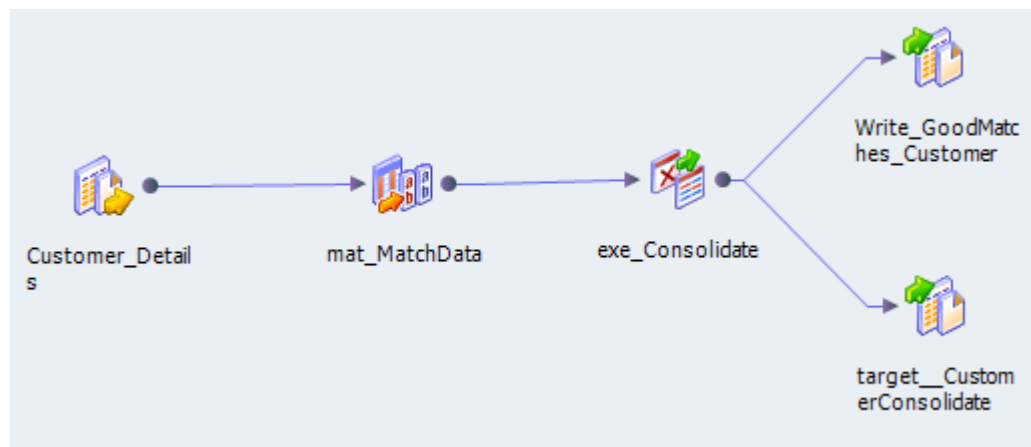 Write_GoodMatc
hes_Customer
Customer_Detail
s
mat_MatchData
exe_Consolidate
target__Custom
erConsolidate